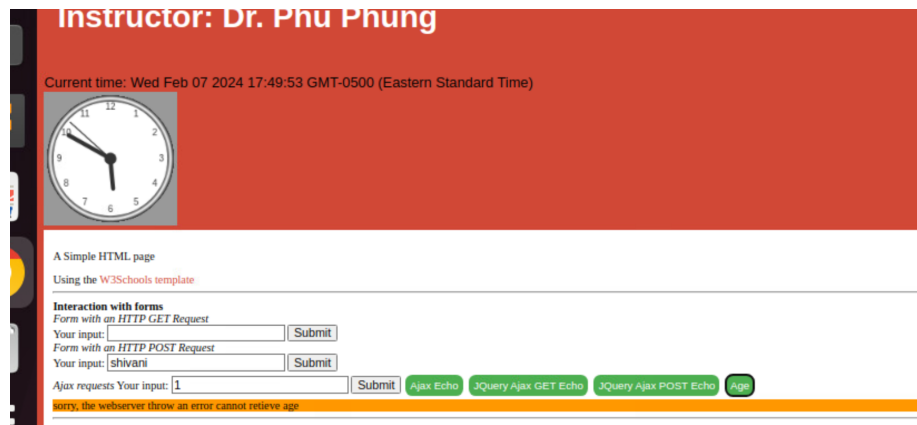 Instructor: Dr. Phu Phung
Current time: Wed Feb 07 2024 17:49:53 GMT-0500 (Eastern Standard Time)
12
11 1
10 2
9 3
8 4
7 5
6
A Simple HTML page
Using the W3Schools template
Interaction with forms
Form with an HTTP GET Request
Your input: Submit
Form with an HTTP POST Request
Your input: shivani Submit
Ajax requests Your input: 1 Submit Ajax Echo JQuery Ajax GET Echo JQuery Ajax POST Echo Age
sorry, the webserver throw an error cannot retieve age